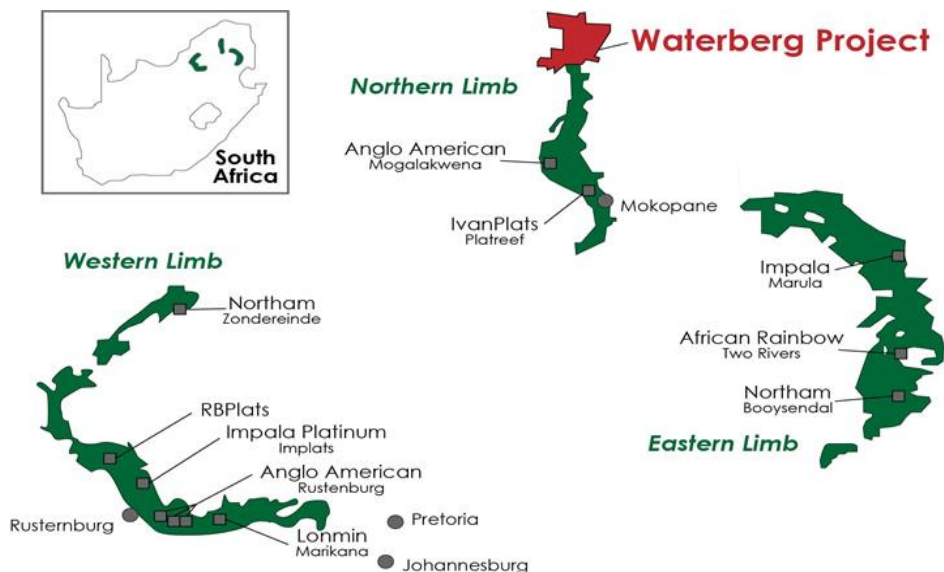 South
Africa
Waterberg Project
Northern Limb
Anglo American
Mogalakwena
IvanPlats
Platreef
Mokopane
Western Limb
Northam
Zondereinde
Impala
Marula
African Rainbow
Two Rivers
Northam
Booysendal
Eastern Limb
RBPlats
Impala Platinum
Implats
Anglo American
Rustenburg
Rusternburg
Lonmin
Marikana
Pretoria
Johannesburg